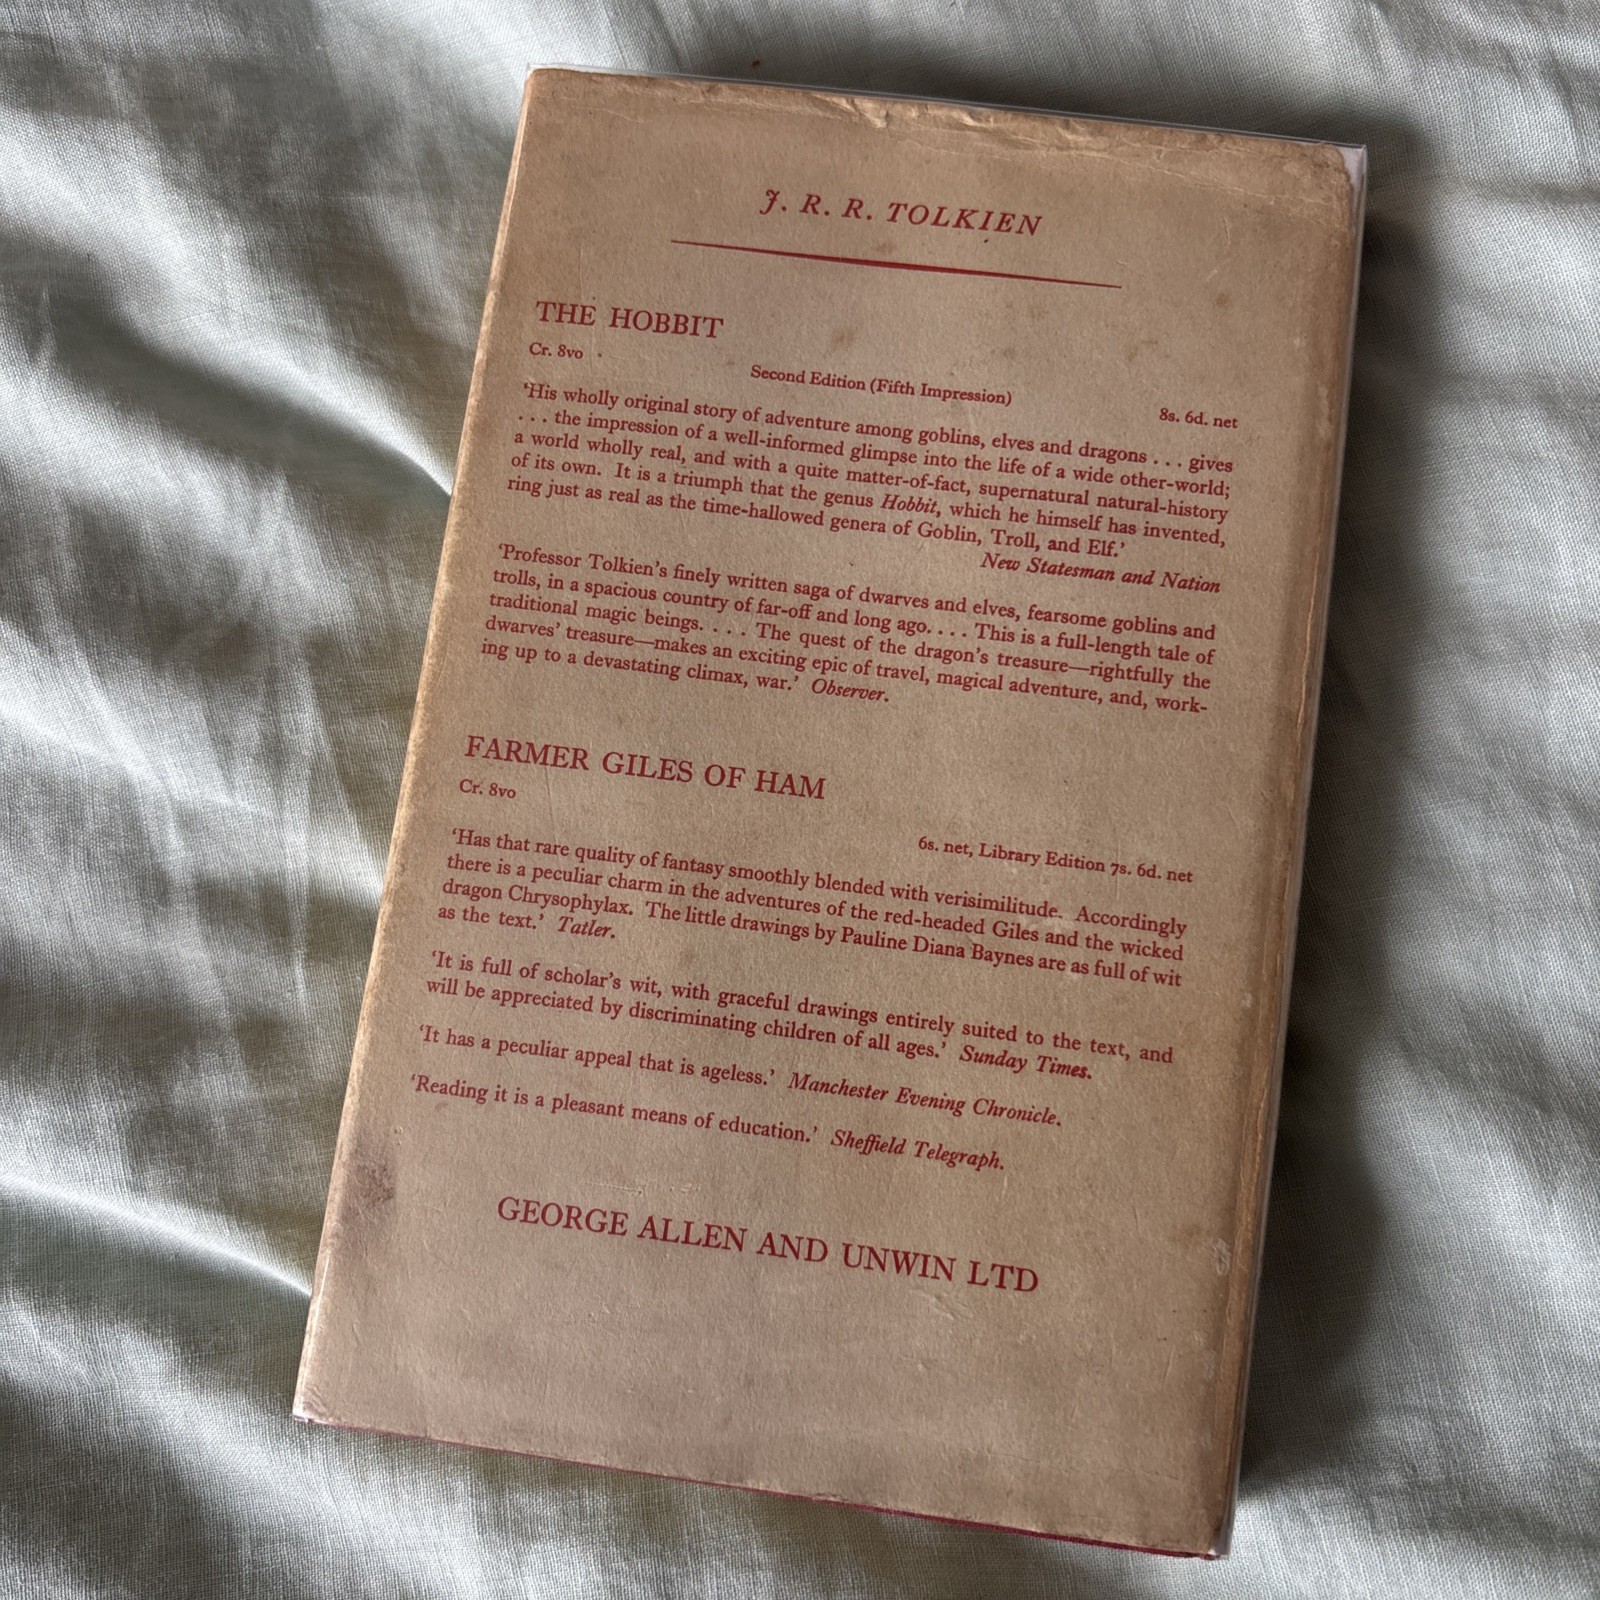 J. R. R. TOLKIEN
THE HOBBIT
Cr. 8vo
Second Edition (Fifth Impression)
8s. 6d. net
‘His wholly original story of adventure among goblins, elves and dragons . . . gives
. . . the impression of a well-informed glimpse into the life of a wide other-world;
a world wholly real, and with a quite matter-of-fact, supernatural natural-history
of its own. It is a triumph that the genus Hobbit, which he himself has invented,
ring just as real as the time-hallowed genera of Goblin, Troll, and Elf.’
New Statesman and Nation
‘Professor Tolkien’s finely written saga of dwarves and elves, fearsome goblins and
trolls, in a spacious country of far-off and long ago. . . . This is a full-length tale of
traditional magic beings. . . . The quest of the dragon’s treasure—rightfully the
dwarves’ treasure—makes an exciting epic of travel, magical adventure, and, work-
ing up to a devastating climax, war.’ Observer.
FARMER GILES OF HAM
Cr. 8vo
6s. net, Library Edition 7s. 6d. net
‘Has that rare quality of fantasy smoothly blended with verisimilitude. Accordingly
there is a peculiar charm in the adventures of the red-headed Giles and the wicked
dragon Chrysophylax. The little drawings by Pauline Diana Baynes are as full of wit
as the text.’ Tatler.
‘It is full of scholar’s wit, with graceful drawings entirely suited to the text, and
will be appreciated by discriminating children of all ages.’ Sunday Times.
‘It has a peculiar appeal that is ageless.’ Manchester Evening Chronicle.
‘Reading it is a pleasant means of education.’ Sheffield Telegraph.
GEORGE ALLEN AND UNWIN LTD